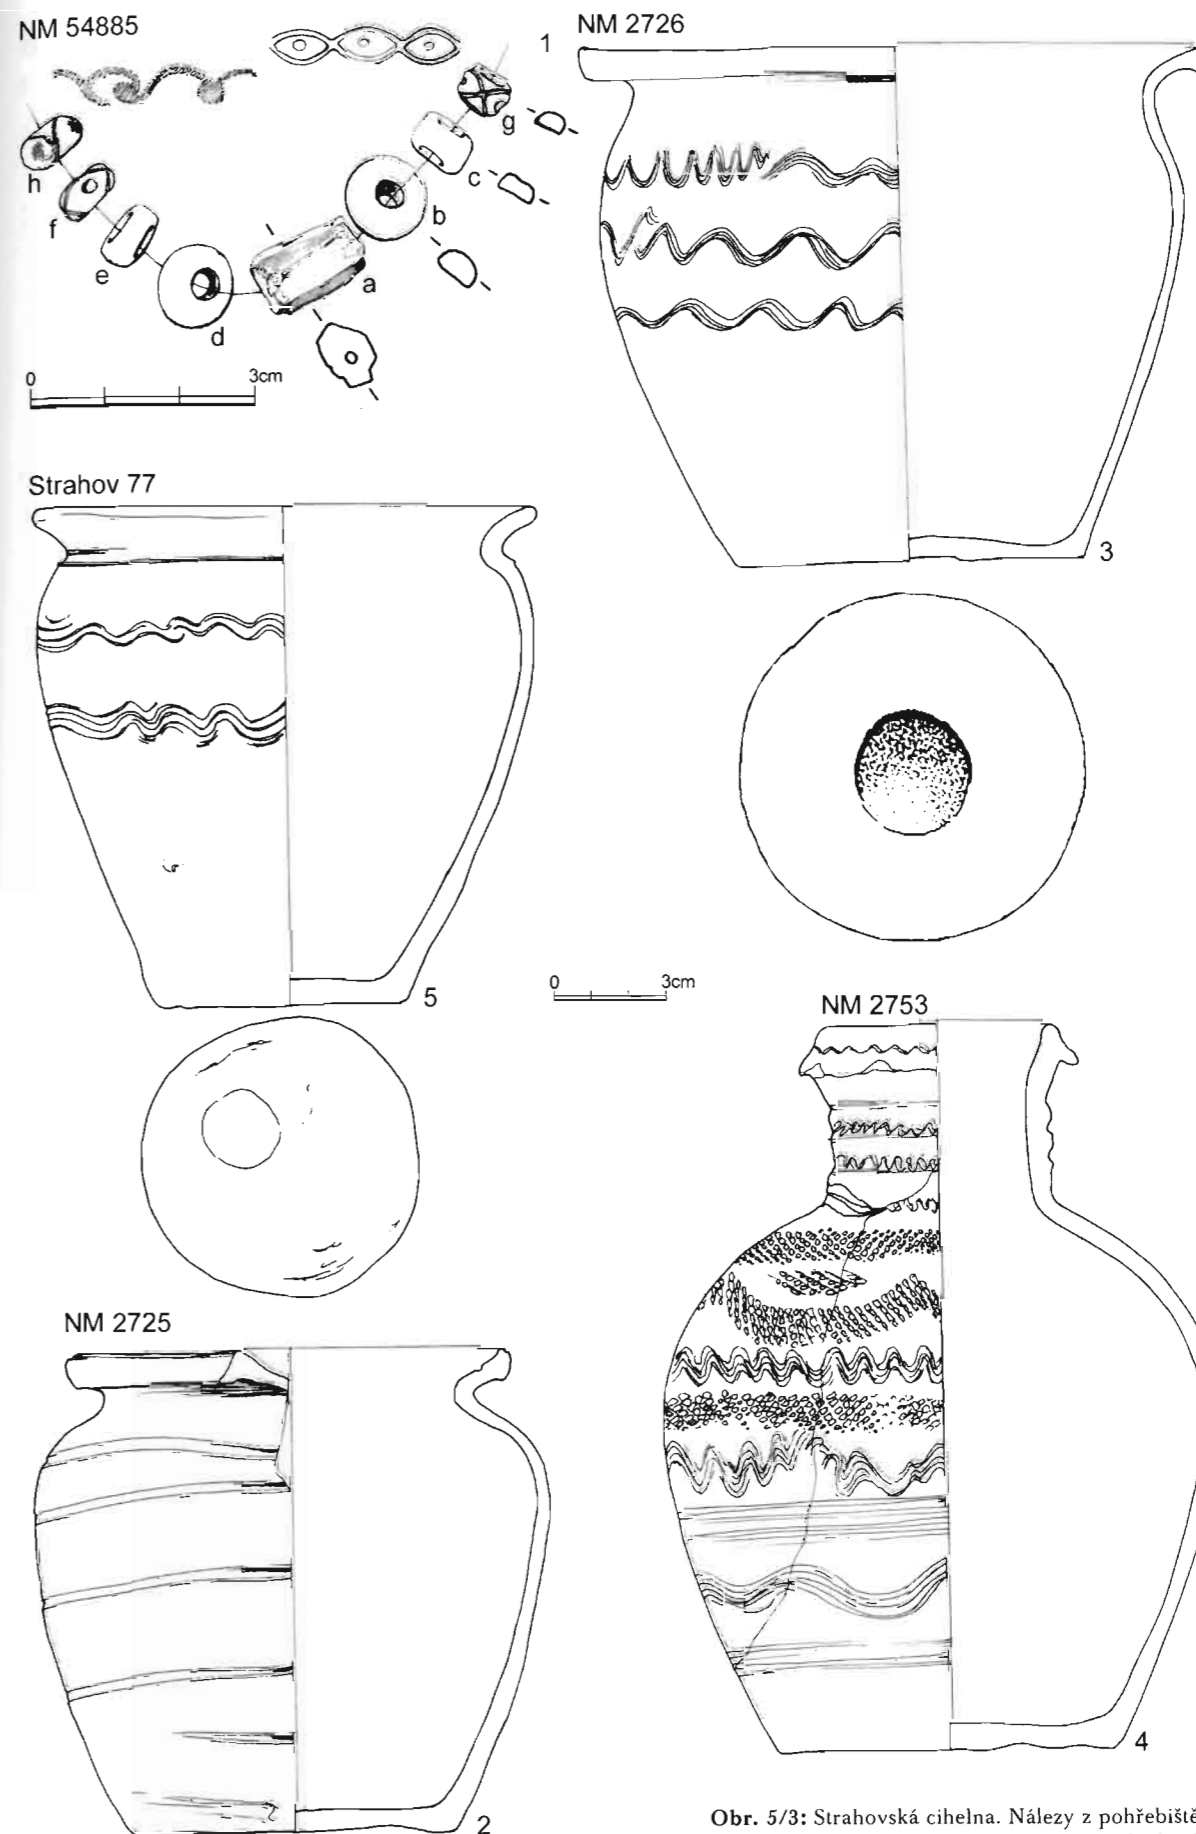 NM 54885
1
NM 2726
g
h
c
f
b
e
a
d
0 3cm
Strahov 77
3
5
0 3cm
NM 2753
NM 2725
4
2
Obr. 5/3: Strahovská cihelna. Nálezy z pohřebiště